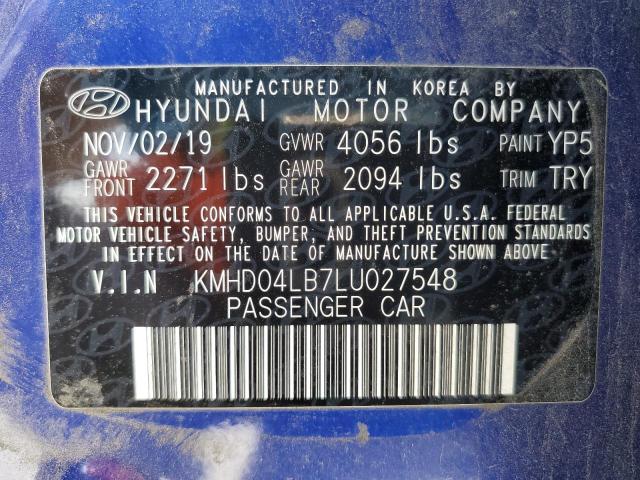 MANUFACTURED IN KOREA BY
HYUNDAI MOTOR COMPANY
NOV/02/19 GVWR 4056 lbs PAINT YP5
GAWR FRONT 2271 lbs GAWR REAR 2094 lbs TRIM TRY
THIS VEHICLE CONFORMS TO ALL APPLICABLE U.S.A. FEDERAL
MOTOR VEHICLE SAFETY, BUMPER, AND THEFT PREVENTION STANDARDS
IN EFFECT ON THE DATE OF MANUFACTURE SHOWN ABOVE
V.I.N KMHD04LB7LU027548
PASSENGER CAR